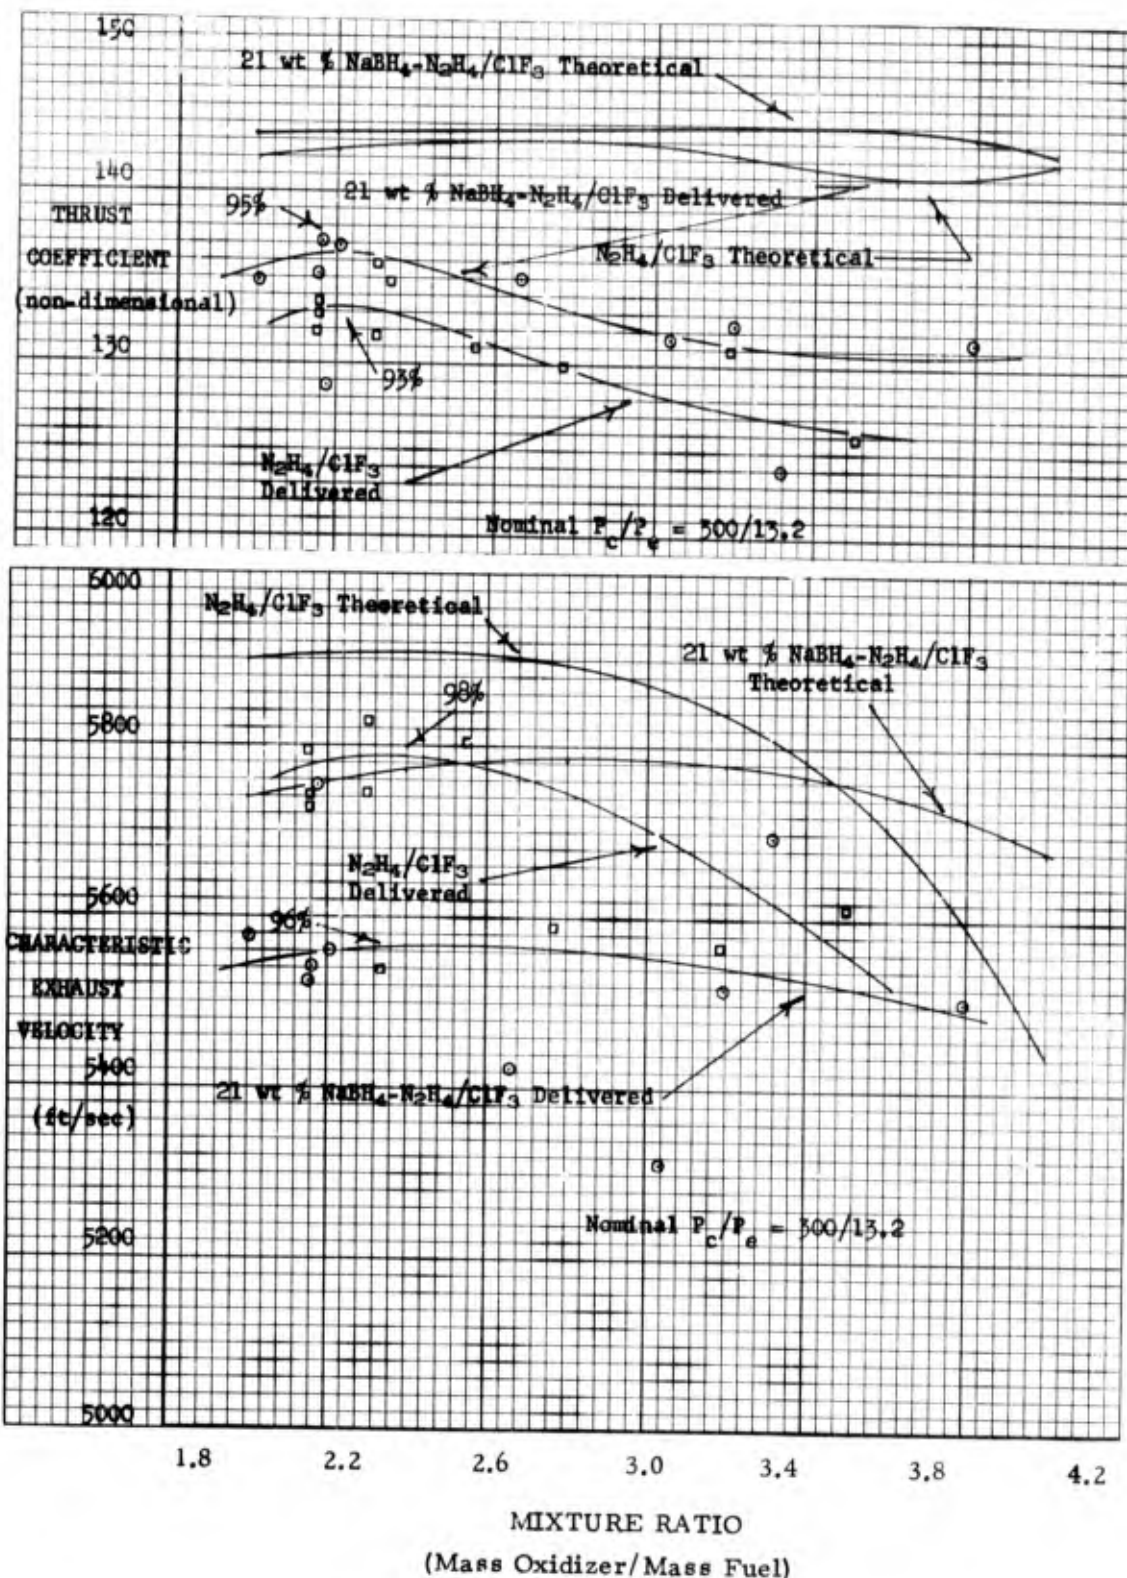 150
21 wt % NaBH₄-N₂H₄/ClF₃ Theoretical
140
THRUST
COEFFICIENT
(non-dimensional)
95%
21 wt % NaBH₄-N₂H₄/ClF₃ Delivered
N₂H₄/ClF₃ Theoretical
130
93%
N₂H₄/ClF₃
Delivered
120
Nominal P_c/P_e = 300/13.2
6000
N₂H₄/ClF₃ Theoretical
21 wt % NaBH₄-N₂H₄/ClF₃
Theoretical
98%
5800
N₂H₄/ClF₃
Delivered
5600
96%
CHARACTERISTIC
EXHAUST
VELOCITY
5400
(ft/sec)
21 wt % NaBH₄-N₂H₄/ClF₃ Delivered
Nominal P_c/P_e = 300/13.2
5200
5000
1.8 2.2 2.6 3.0 3.4 3.8 4.2
MIXTURE RATIO
(Mass Oxidizer/Mass Fuel)